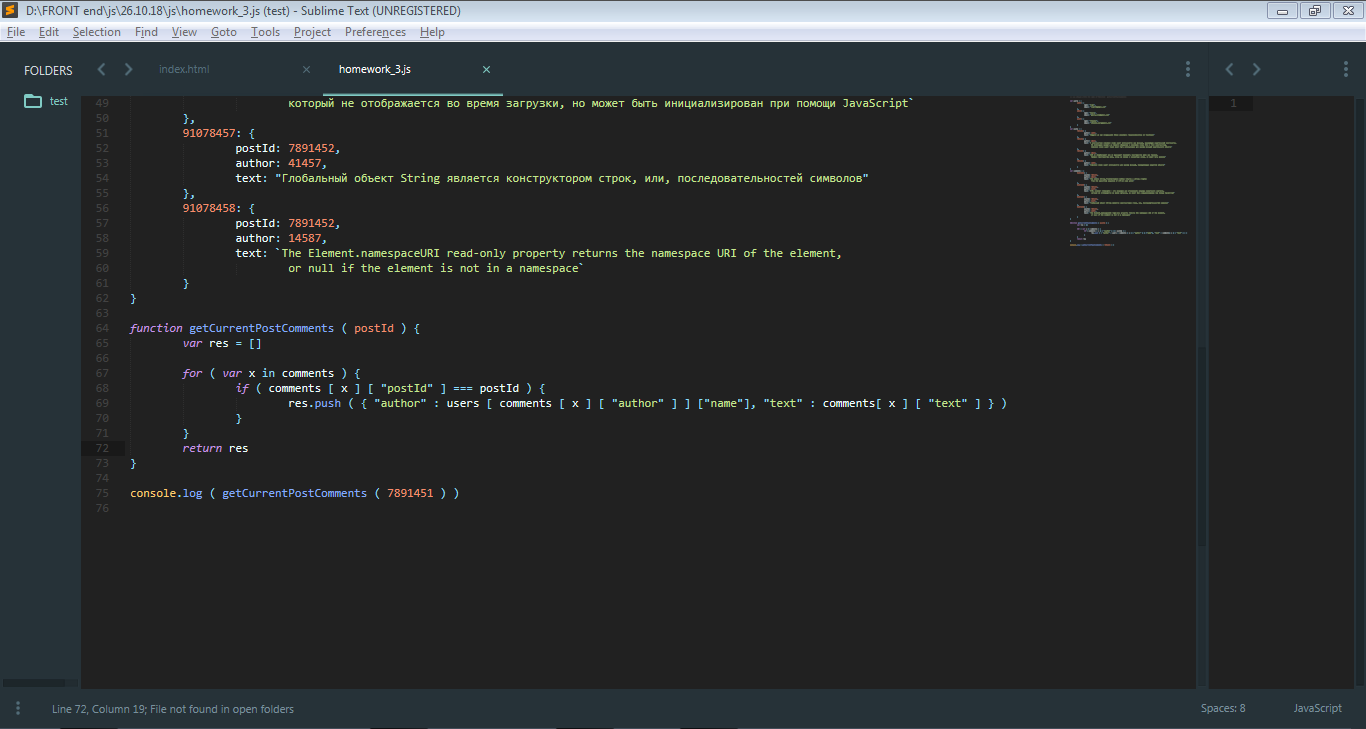 D:\FRONT end\js\26.10.18\js\homework_3.js (test) - Sublime Text (UNREGISTERED)
File Edit Selection Find View Goto Tools Project Preferences Help
FOLDERS
test
index.html
homework_3.js
49 который не отображается во время загрузки, но может быть инициализирован при помощи JavaScript`
50 },
51 91078457: {
52 postId: 7891452,
53 author: 41457,
54 text: "Глобальный объект String является конструктором строк, или, последовательностей символов"
55 },
56 91078458: {
57 postId: 7891452,
58 author: 14587,
59 text: `The Element.namespaceURI read-only property returns the namespace URI of the element,
60 or null if the element is not in a namespace`
61 }
62 }
63
64 function getCurrentPostComments ( postId ) {
65 var res = []
66
67 for ( var x in comments ) {
68 if ( comments [ x ] [ "postId" ] === postId ) {
69 res.push ( { "author" : users [ comments [ x ] [ "author" ] ] ["name"], "text" : comments[ x ] [ "text" ] } )
70 }
71 }
72 return res
73 }
74
75 console.log ( getCurrentPostComments ( 7891451 ) )
76
1
Line 72, Column 19; File not found in open folders
Spaces: 8
JavaScript